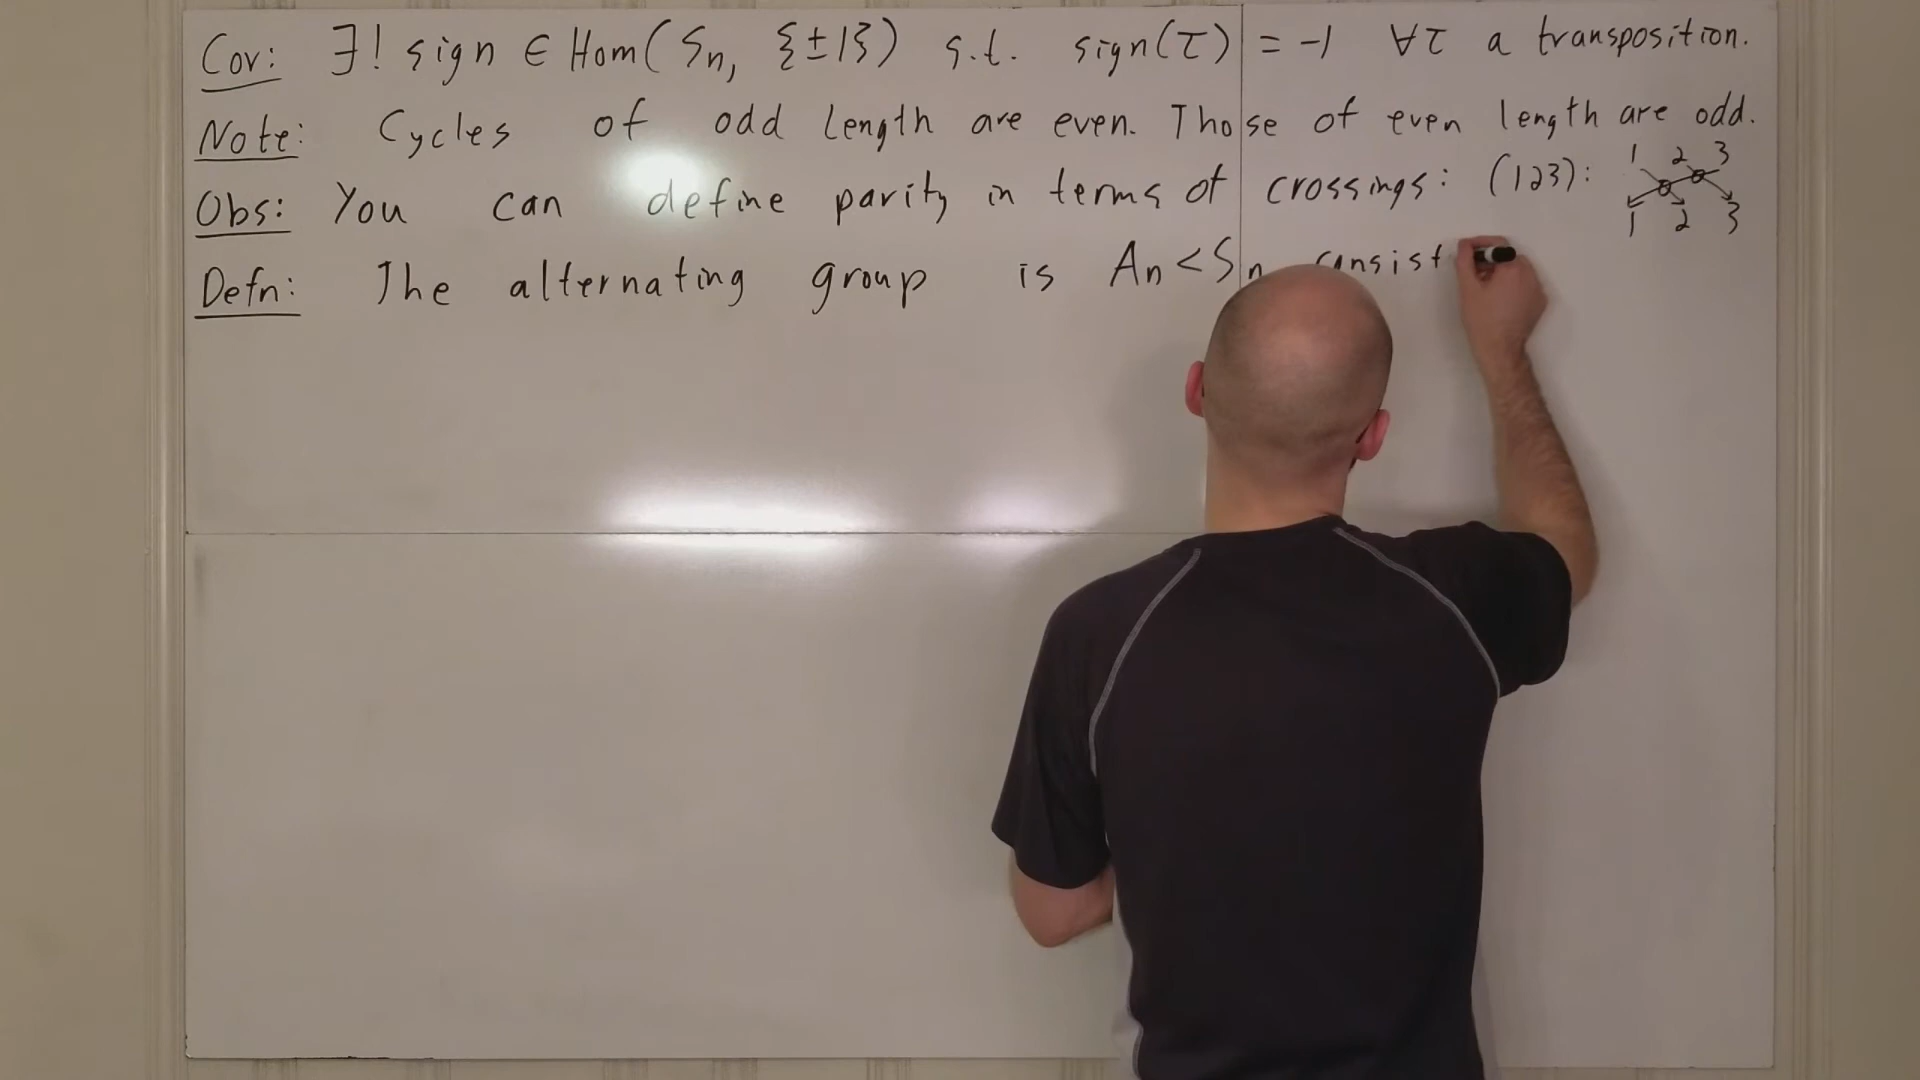 Cor: ∃! sign ∈ Hom(Sn, {±1}) s.t. sign(τ) = -1 ∀τ a transposition.
Note: Cycles of odd length are even. Those of even length are odd.
Obs: You can define parity in terms of crossings: (123): 1 2 3
1 2 3
Defn: The alternating group is An < Sn consist